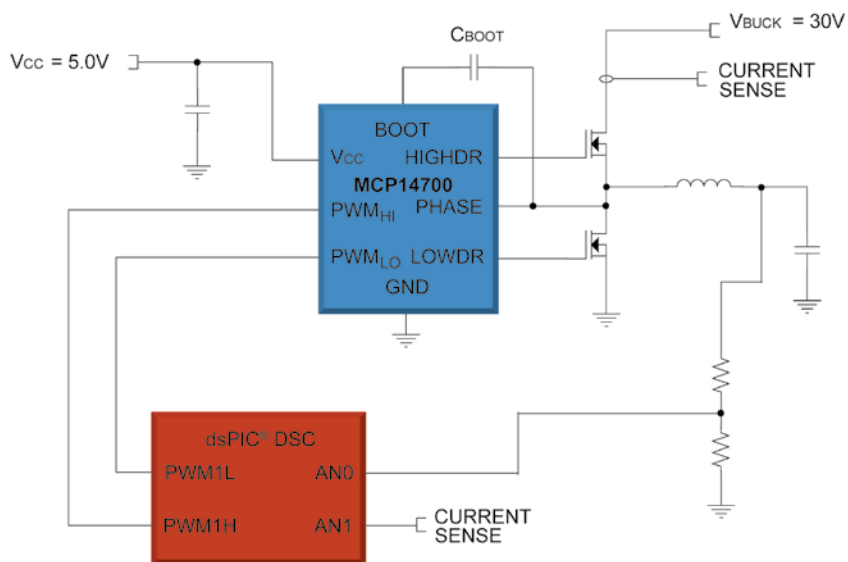 VBUCK = 30V
CBOOT
VCC = 5.0V
CURRENT
SENSE
BOOT
VCC HIGHDR
MCP14700
PWMHI PHASE
PWMLO LOWDR
GND
dsPIC® DSC
PWM1L AN0
PWM1H AN1
CURRENT
SENSE